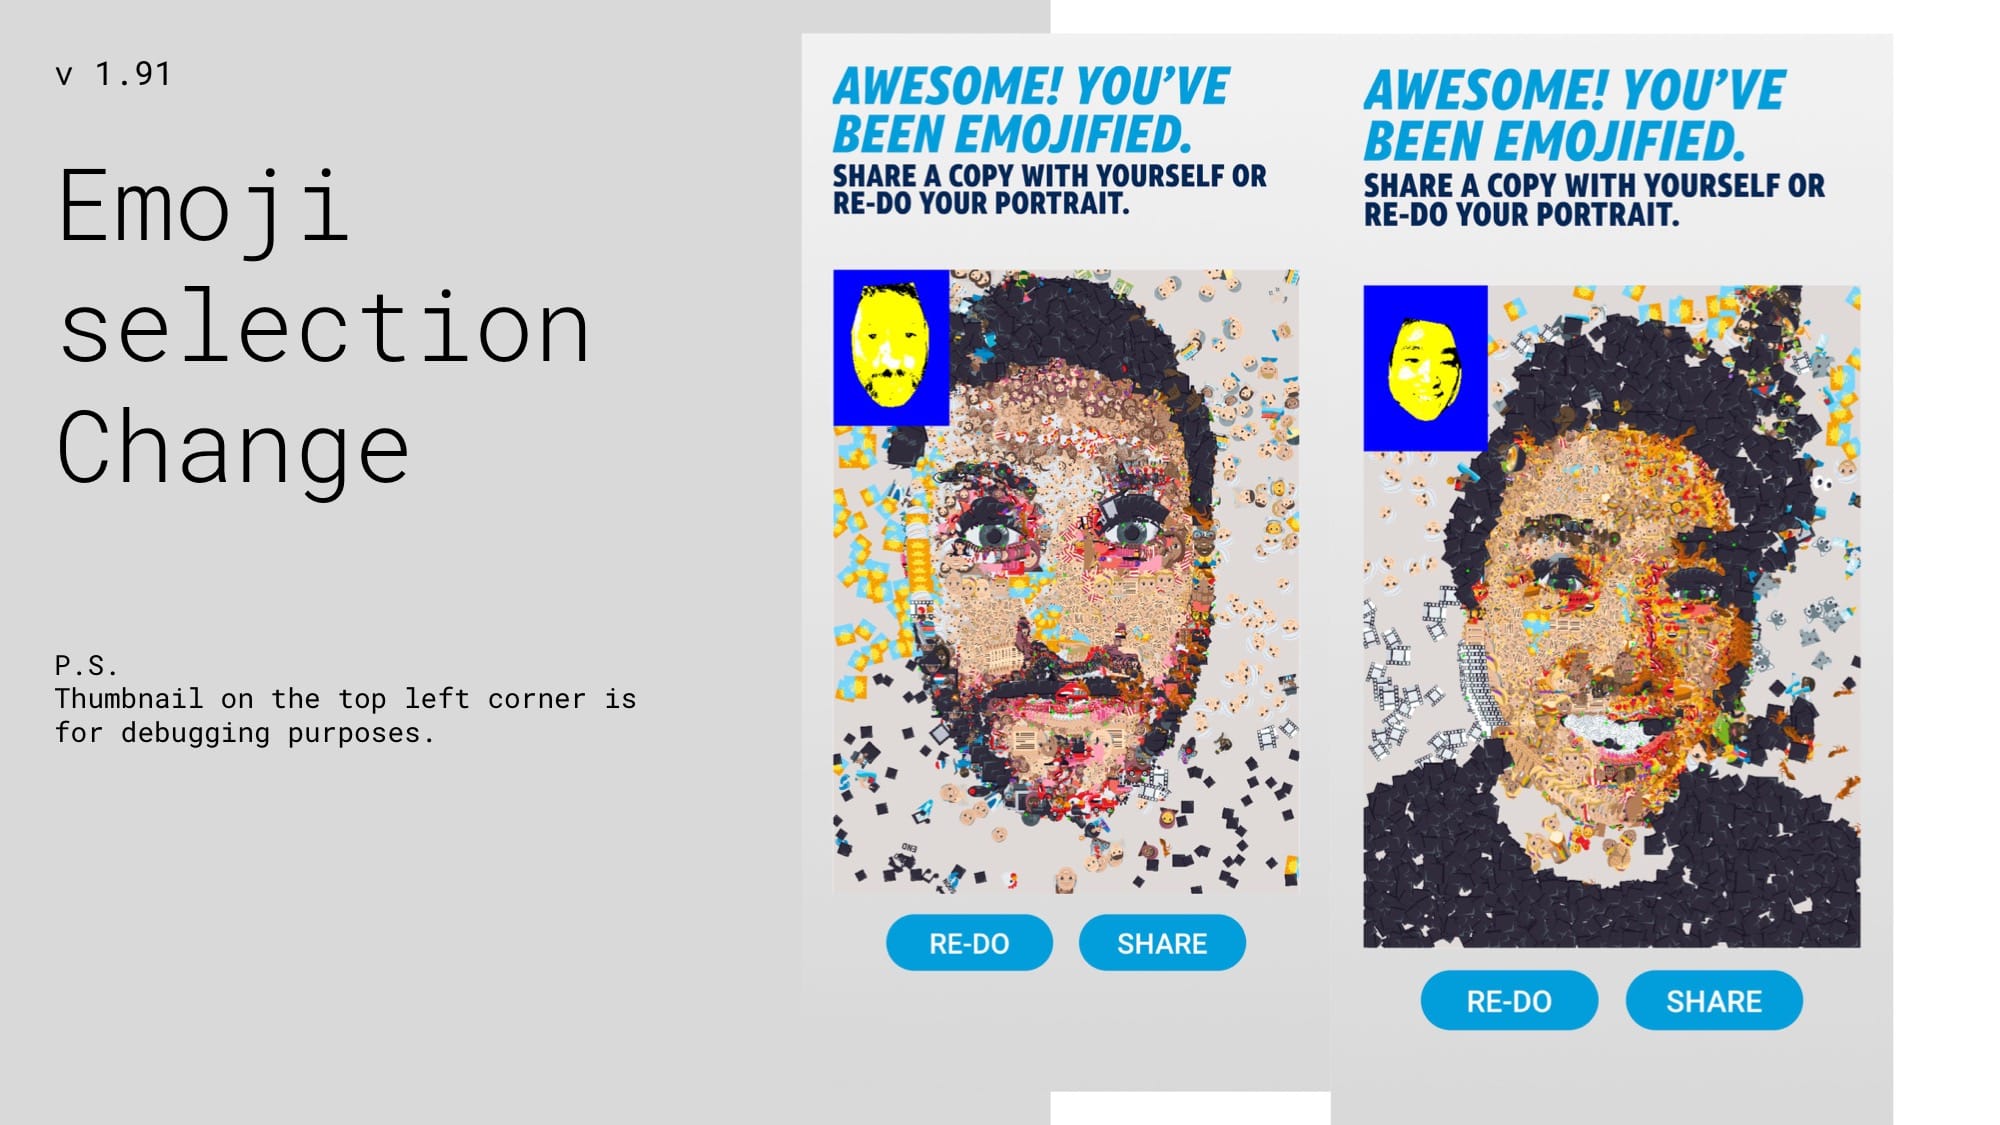 v 1.91
Emoji
selection
Change
P.S.
Thumbnail on the top left corner is
for debugging purposes.
AWESOME! YOU’VE
BEEN EMOJIFIED.
SHARE A COPY WITH YOURSELF OR
RE-DO YOUR PORTRAIT.
END
RE-DO
SHARE
AWESOME! YOU’VE
BEEN EMOJIFIED.
SHARE A COPY WITH YOURSELF OR
RE-DO YOUR PORTRAIT.
RE-DO
SHARE